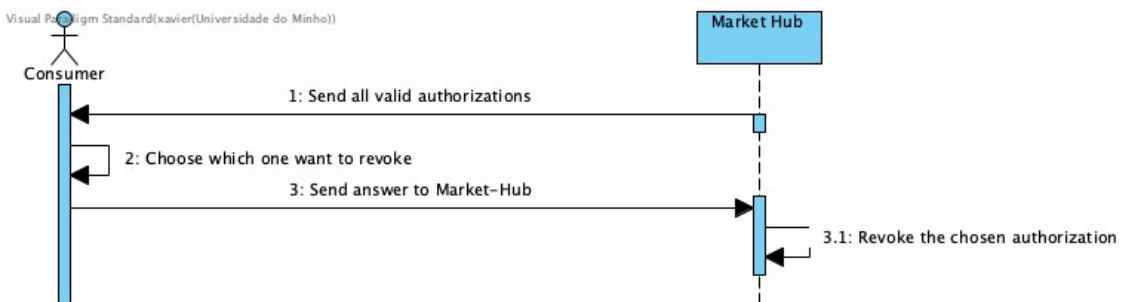 Visual Paradigm Standard(xavier(Universidade do Minho))
Market Hub
Consumer
1: Send all valid authorizations
2: Choose which one want to revoke
3: Send answer to Market-Hub
3.1: Revoke the chosen authorization